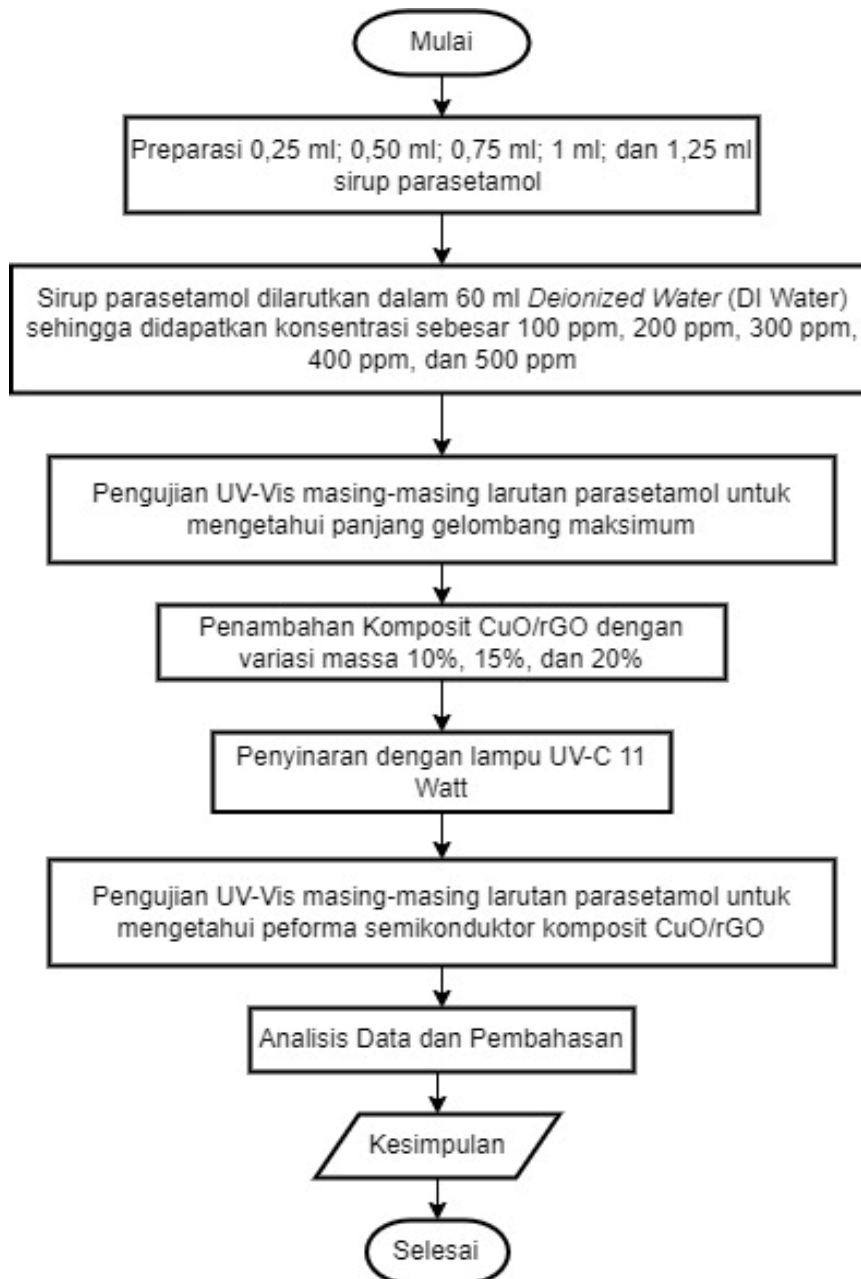 Mulai
Preparasi 0,25 ml; 0,50 ml; 0,75 ml; 1 ml; dan 1,25 ml
sirup parasetamol
Sirup parasetamol dilarutkan dalam 60 ml Deionized Water (DI Water)
sehingga didapatkan konsentrasi sebesar 100 ppm, 200 ppm, 300 ppm,
400 ppm, dan 500 ppm
Pengujian UV-Vis masing-masing larutan parasetamol untuk
mengetahui panjang gelombang maksimum
Penambahan Komposit CuO/rGO dengan
variasi massa 10%, 15%, dan 20%
Penyinaran dengan lampu UV-C 11
Watt
Pengujian UV-Vis masing-masing larutan parasetamol untuk
mengetahui peforma semikonduktor komposit CuO/rGO
Analisis Data dan Pembahasan
Kesimpulan
Selesai